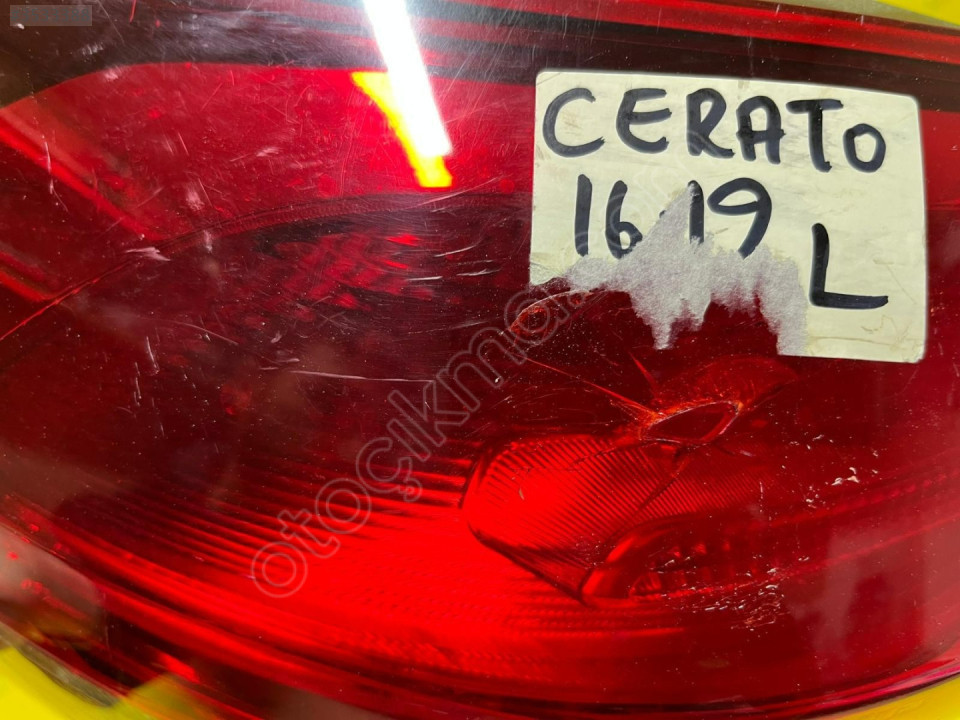 CERATO
16.19
L
otoçıkma